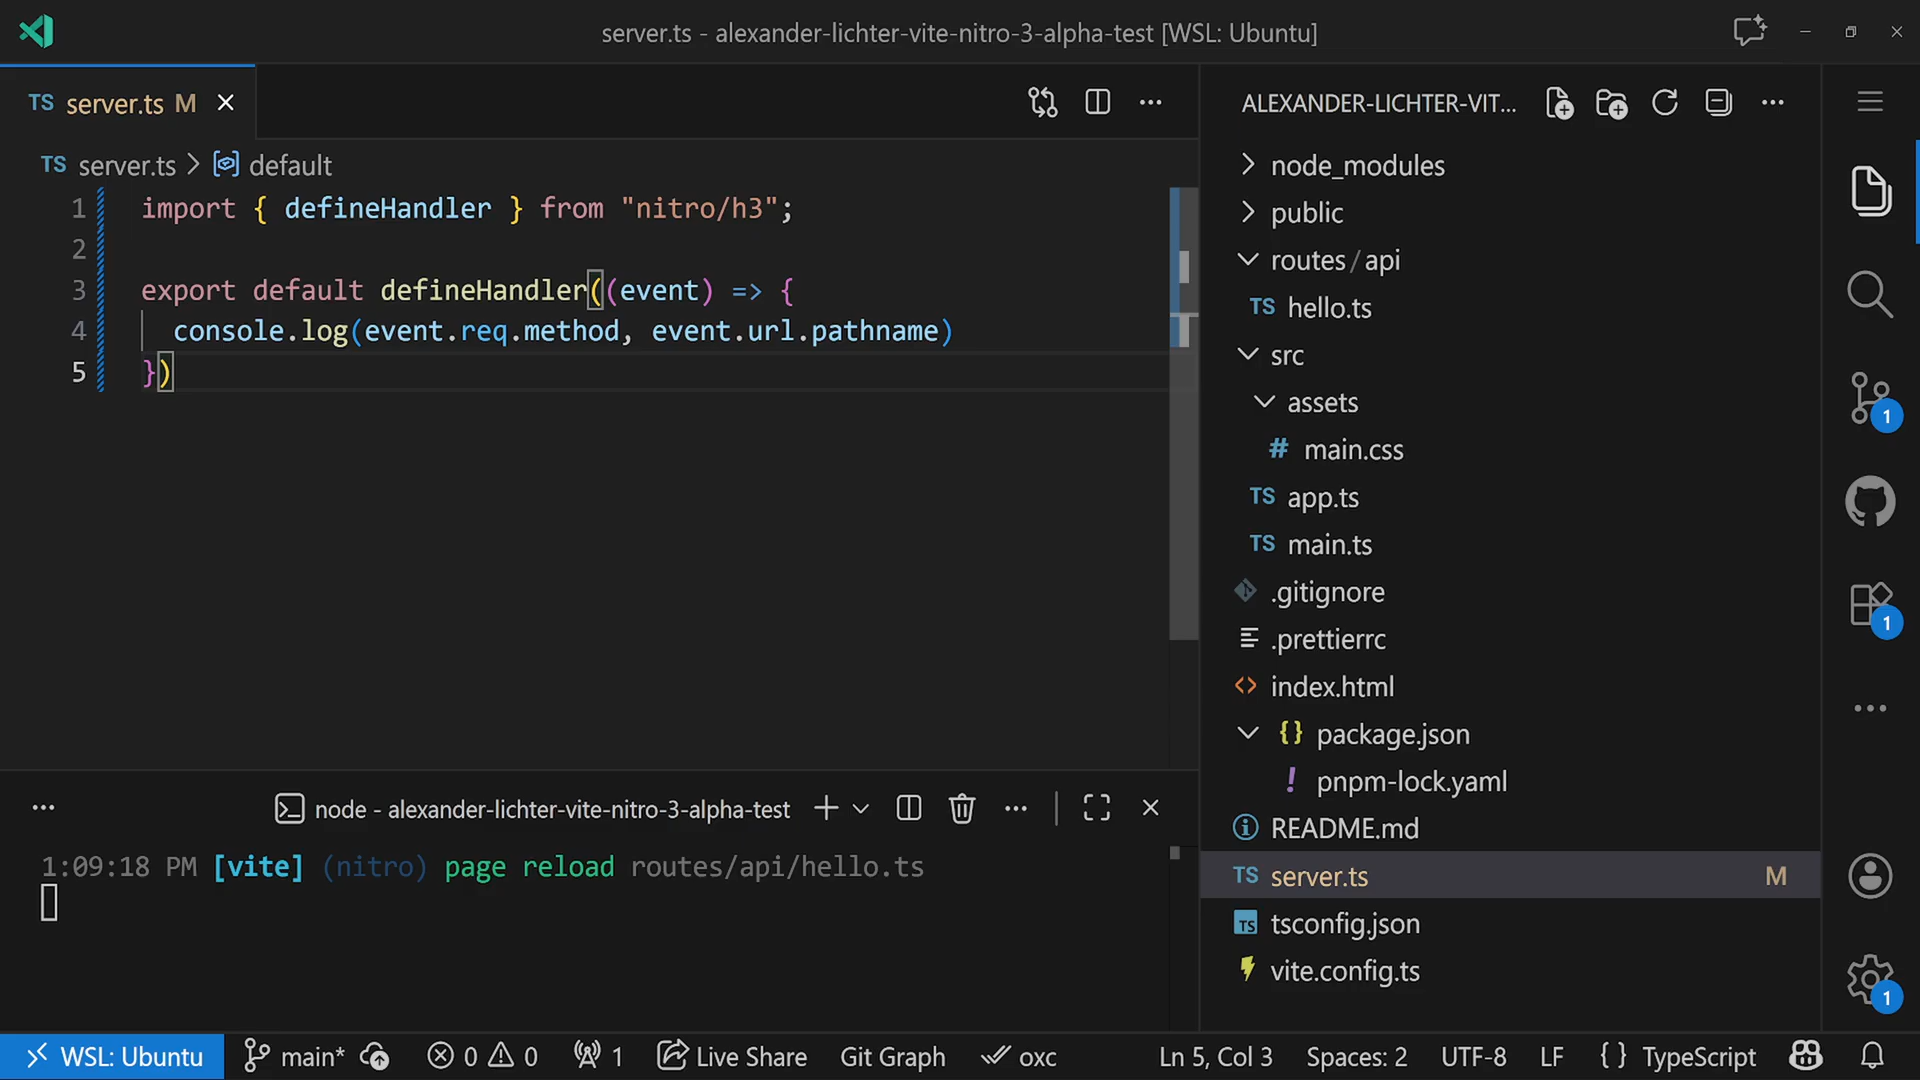 server.ts - alexander-lichter-vite-nitro-3-alpha-test [WSL: Ubuntu]
TS server.ts M
TS server.ts > default
1 import { defineHandler } from "nitro/h3";
2
3 export default defineHandler((event) => {
4 console.log(event.req.method, event.url.pathname)
5 })
node - alexander-lichter-vite-nitro-3-alpha-test
1:09:18 PM [vite] (nitro) page reload routes/api/hello.ts
ALEXANDER-LICHTER-VIT...
node_modules
public
routes/api
TS hello.ts
src
assets
# main.css
TS app.ts
TS main.ts
.gitignore
.prettierrc
<> index.html
{} package.json
! pnpm-lock.yaml
README.md
TS server.ts M
TS tsconfig.json
vite.config.ts
1
1
1
WSL: Ubuntu main* 0 0 1 Live Share Git Graph oxc Ln 5, Col 3 Spaces: 2 UTF-8 LF {} TypeScript